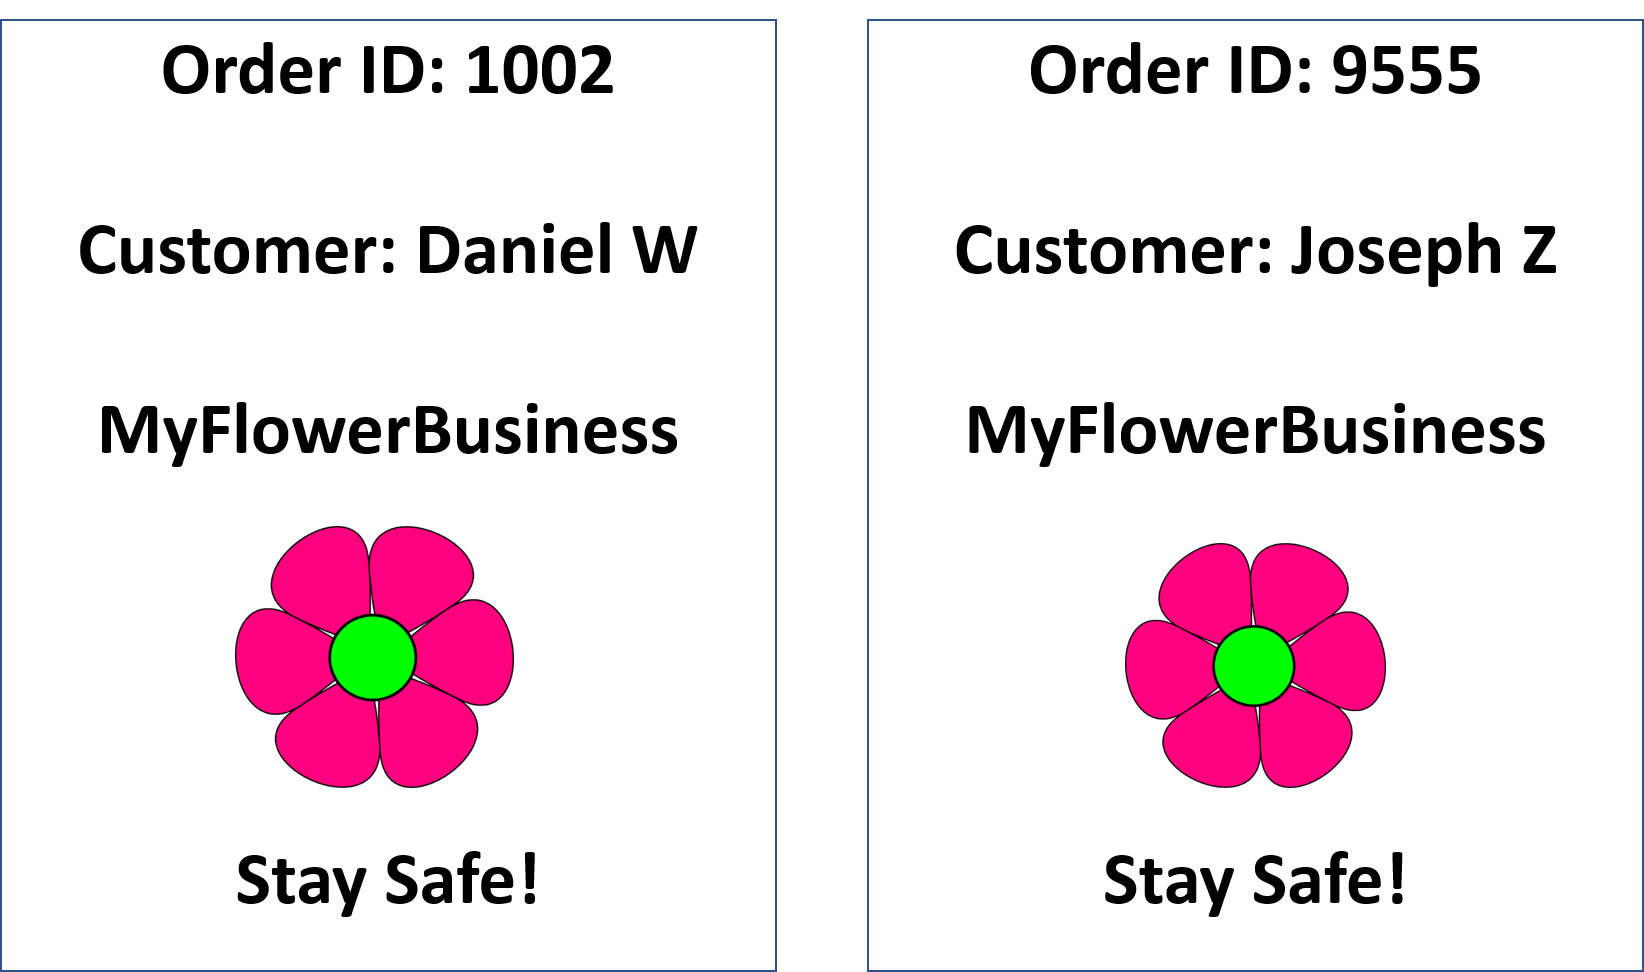 Order ID: 1002
Customer: Daniel W
MyFlowerBusiness
Stay Safe!
Order ID: 9555
Customer: Joseph Z
MyFlowerBusiness
Stay Safe!